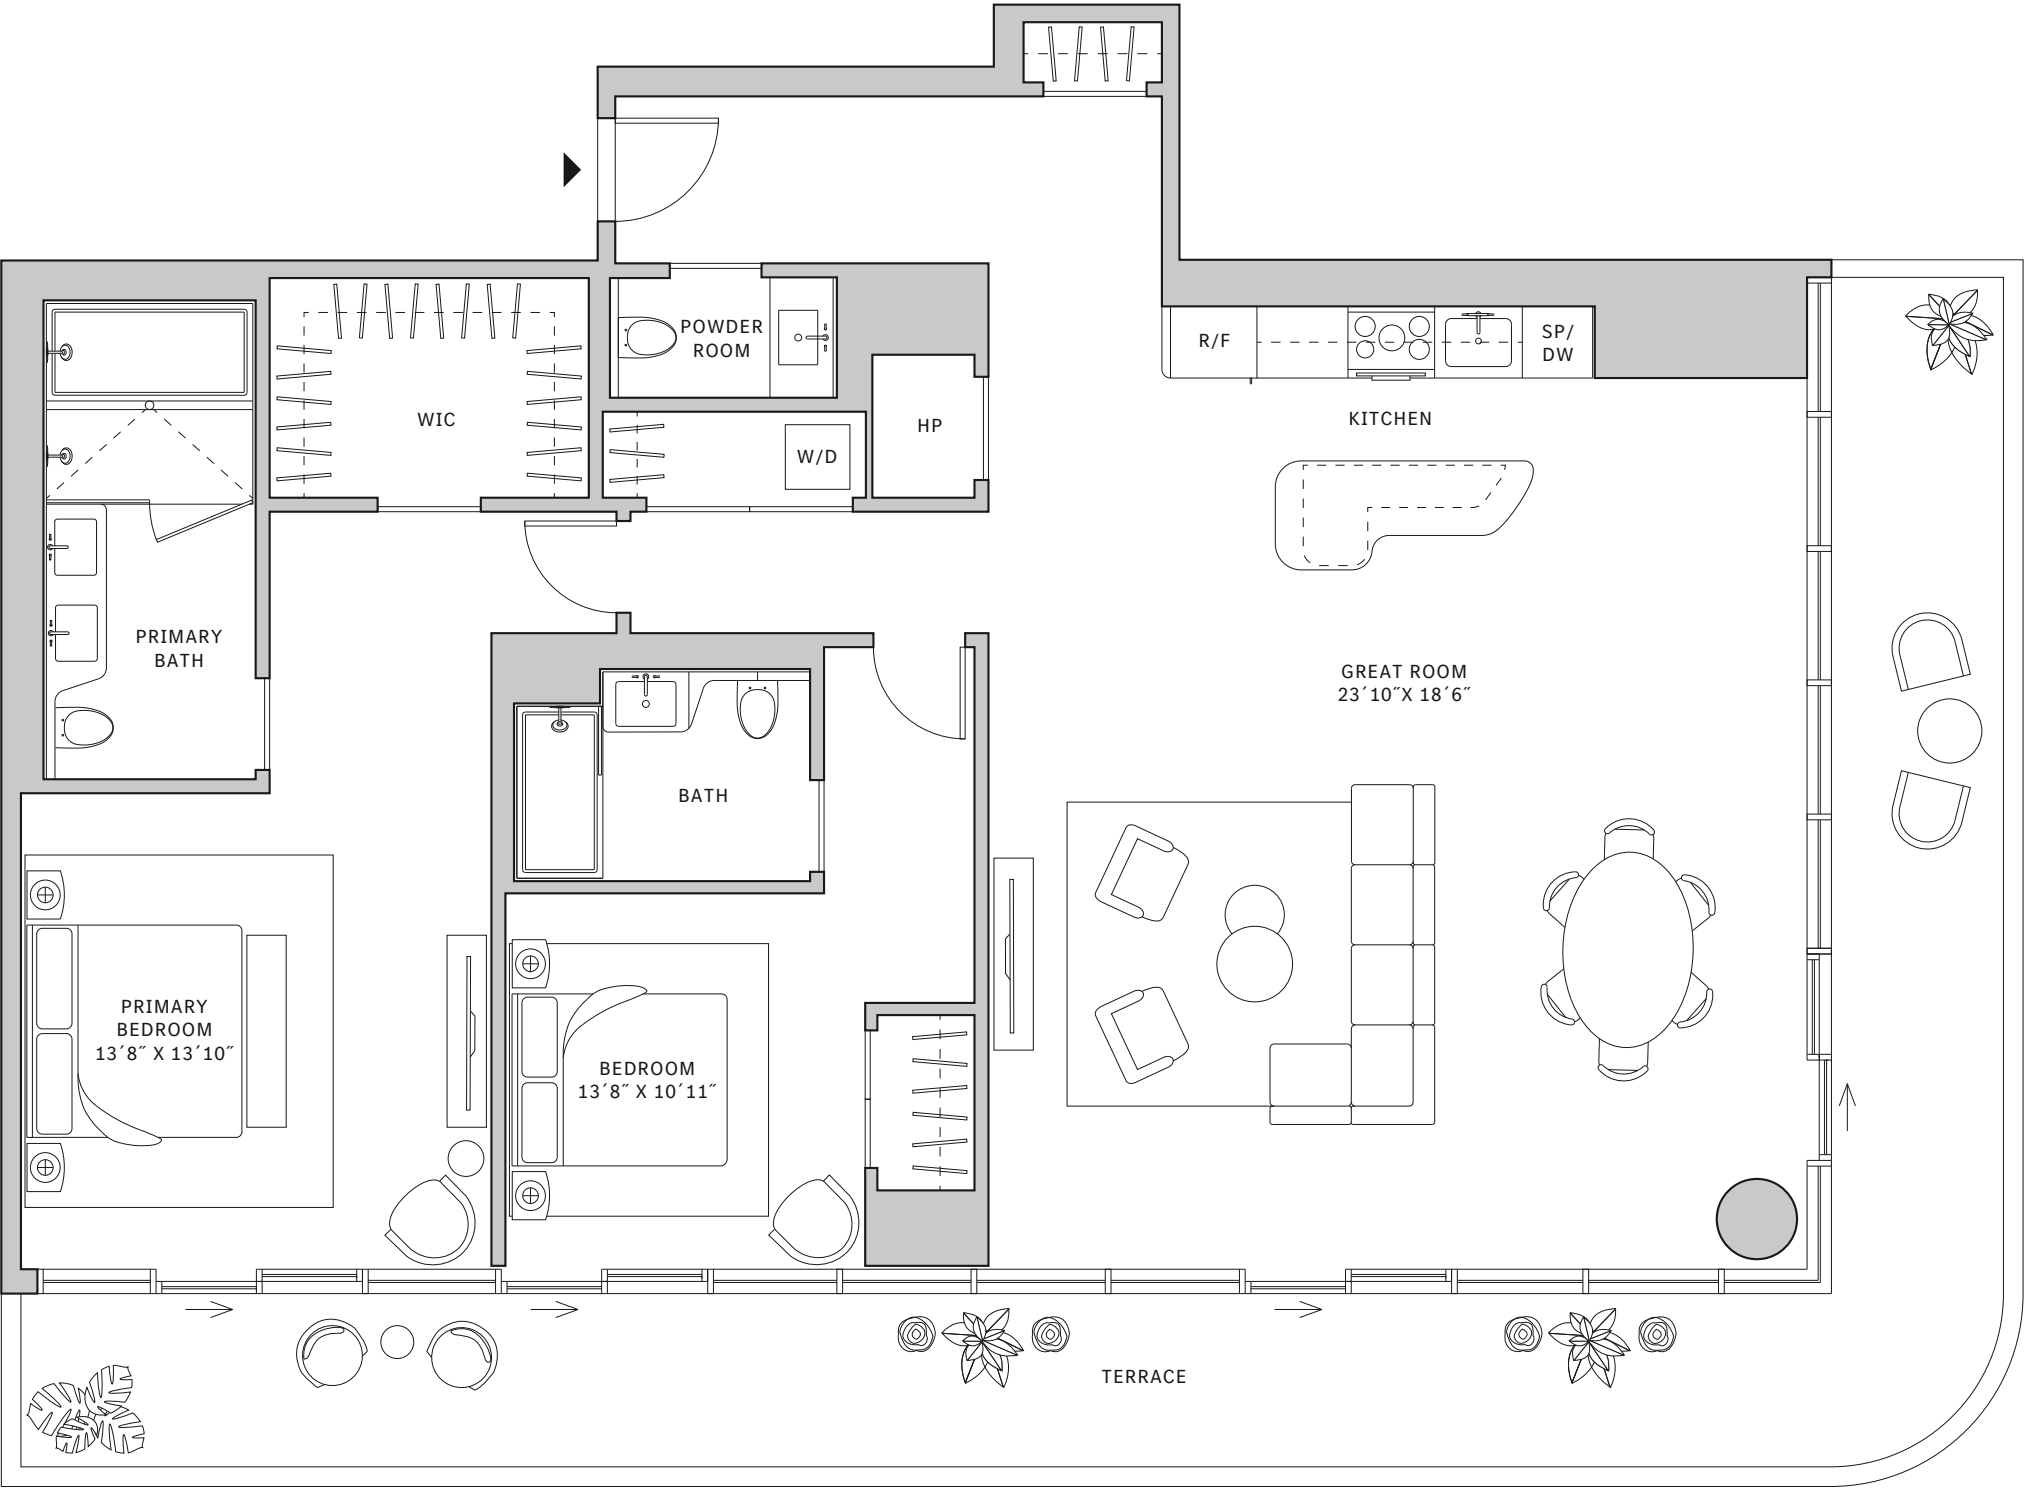 POWDER
ROOM
R/F
SP/
DW
WIC
HP
KITCHEN
W/D
PRIMARY
BATH
GREAT ROOM
23´10˝X 18´6˝
BATH
PRIMARY
BEDROOM
13´8˝ X 13´10˝
BEDROOM
13´8˝ X 10´11˝
TERRACE